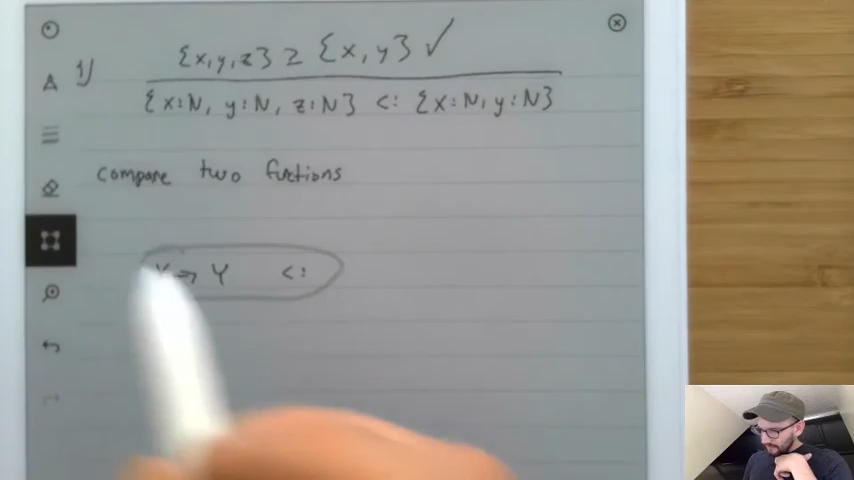 1) {x,y,z} ⊇ {x,y} ✓
{x:N, y:N, z:N} <: {x:N, y:N}
compare two functions
X → Y <: